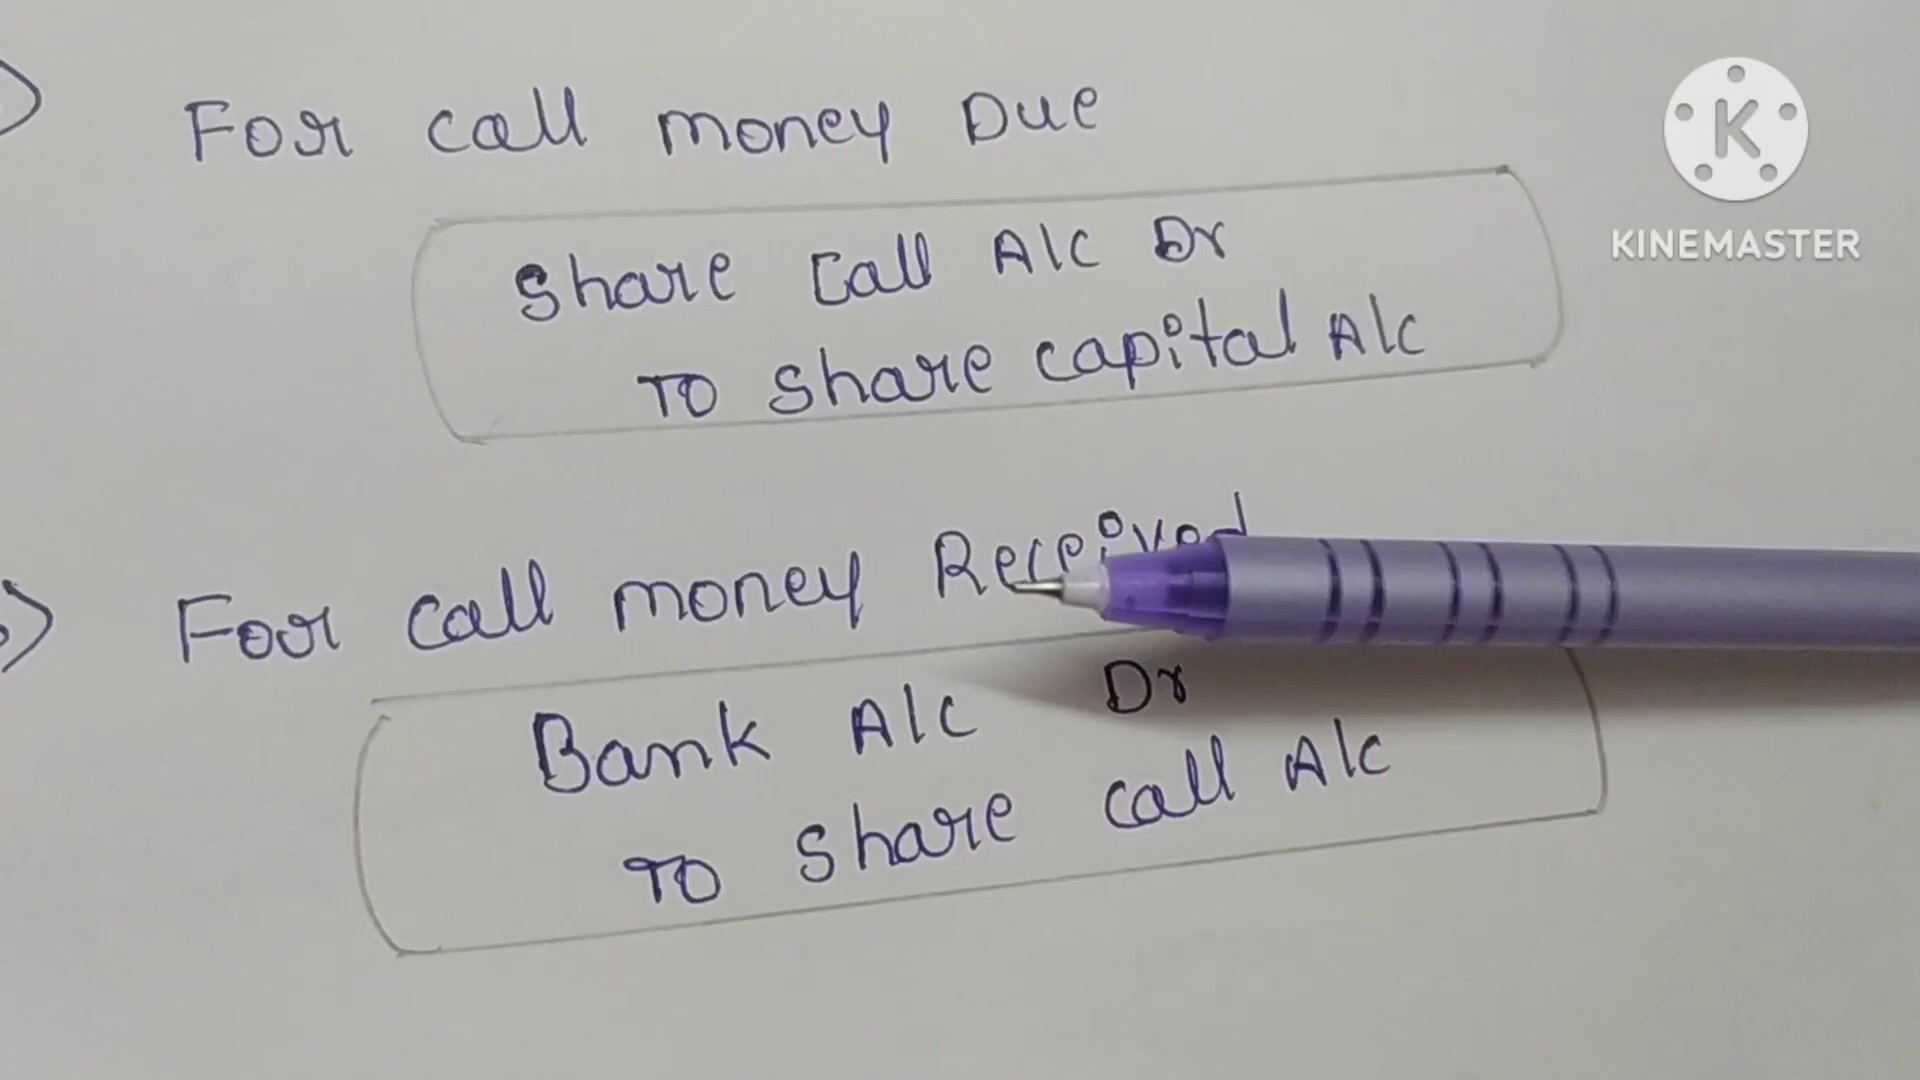 For call money Due
Share Call A/c Dr
To share capital A/c
For call money Received
Bank A/c Dr
To share call A/c
KINEMASTER